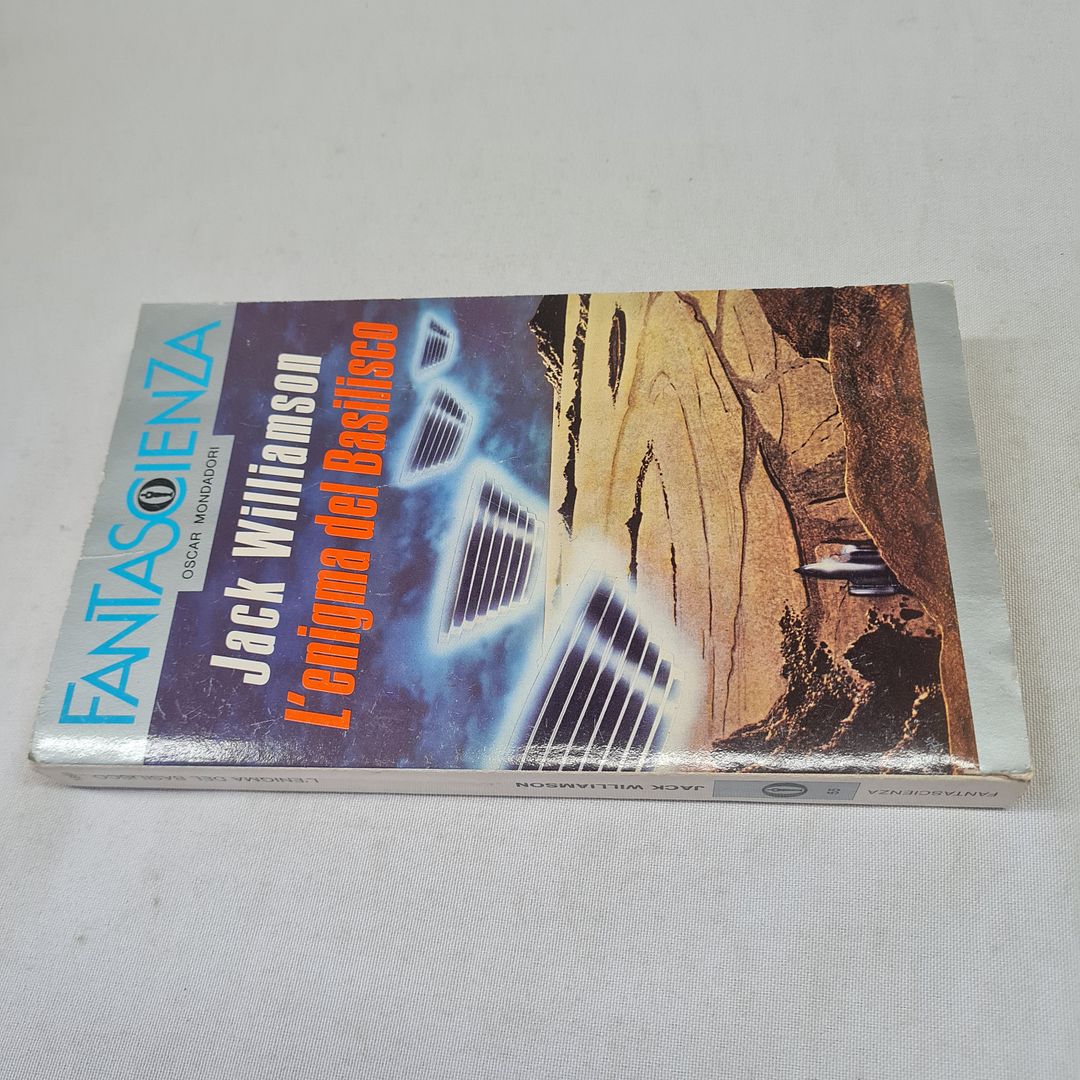 FANTASCIENZA
OSCAR MONDADORI
Jack Williamson
L'enigma del Basilisco
L'ENIGMA DEL BASILISCO
JACK WILLIAMSON
FANTASCIENZA